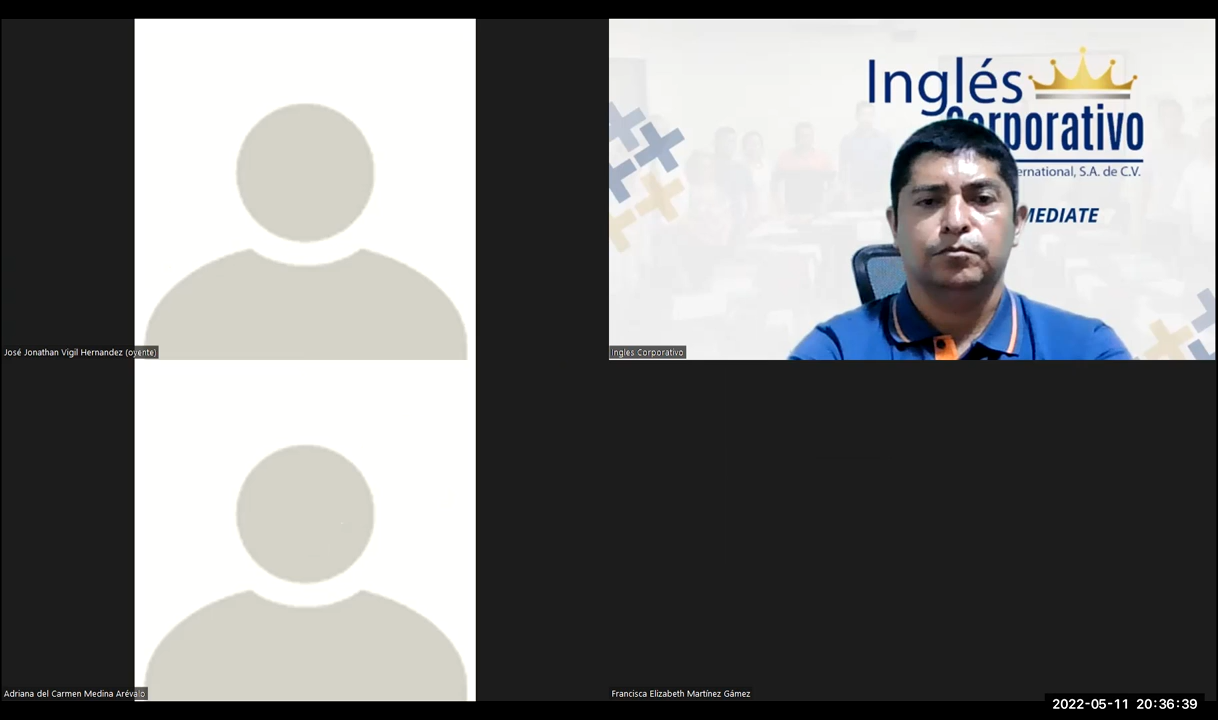 Inglés
Corporativo
ernational, S.A. de C.V.
MEDIATE
José Jonathan Vigil Hernandez (oyente)
Inglés Corporativo
Adriana del Carmen Medina Arévalo
Francisca Elizabeth Martínez Gámez
2022-05-11 20:36:39